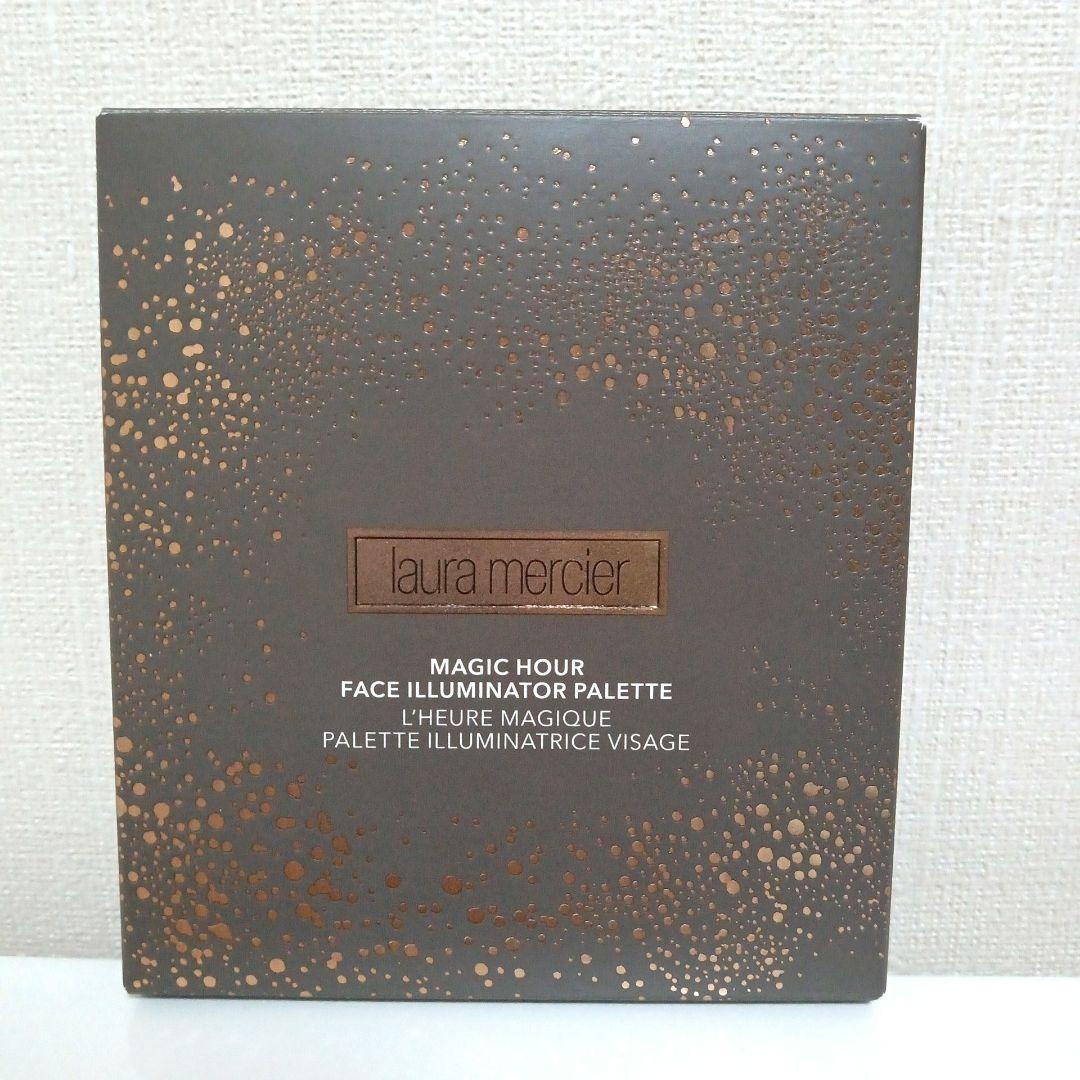 laura mercier
MAGIC HOUR
FACE ILLUMINATOR PALETTE
L'HEURE MAGIQUE
PALETTE ILLUMINATRICE VISAGE